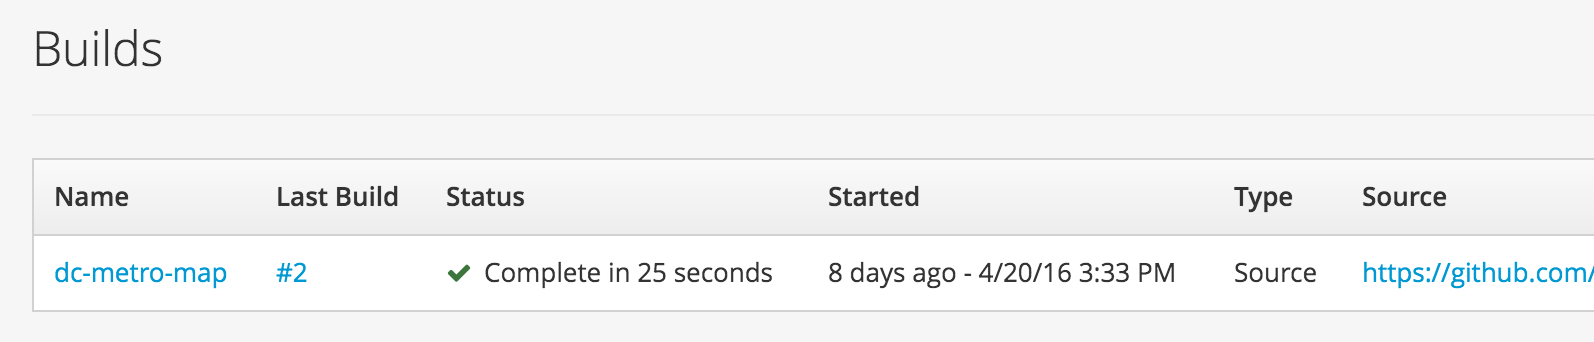 Builds
Name Last Build Status Started Type Source
dc-metro-map #2 Complete in 25 seconds 8 days ago - 4/20/16 3:33 PM Source https://github.com/